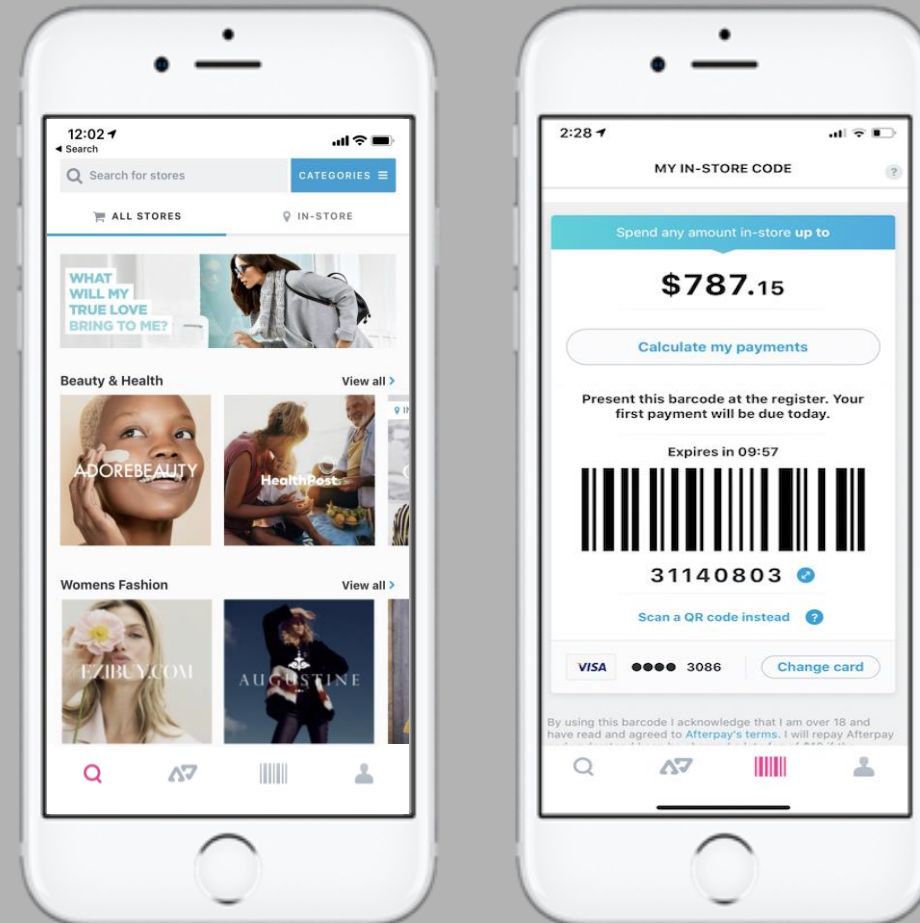 12:02
Search
Search for stores
CATEGORIES
ALL STORES
IN-STORE
WHAT
WILL MY
TRUE LOVE
BRING TO ME?
Beauty & Health
View all
ADOREBEAUTY
HealthPost
Womens Fashion
View all
EZIBUY.COM
AUGUSTINE
2:28
MY IN-STORE CODE
?
Spend any amount in-store up to
$787.15
Calculate my payments
Present this barcode at the register. Your
first payment will be due today.
Expires in 09:57
31140803
Scan a QR code instead
?
VISA
3086
Change card
By using this barcode I acknowledge that I am over 18 and
have read and agreed to Afterpay's terms. I will repay Afterpay